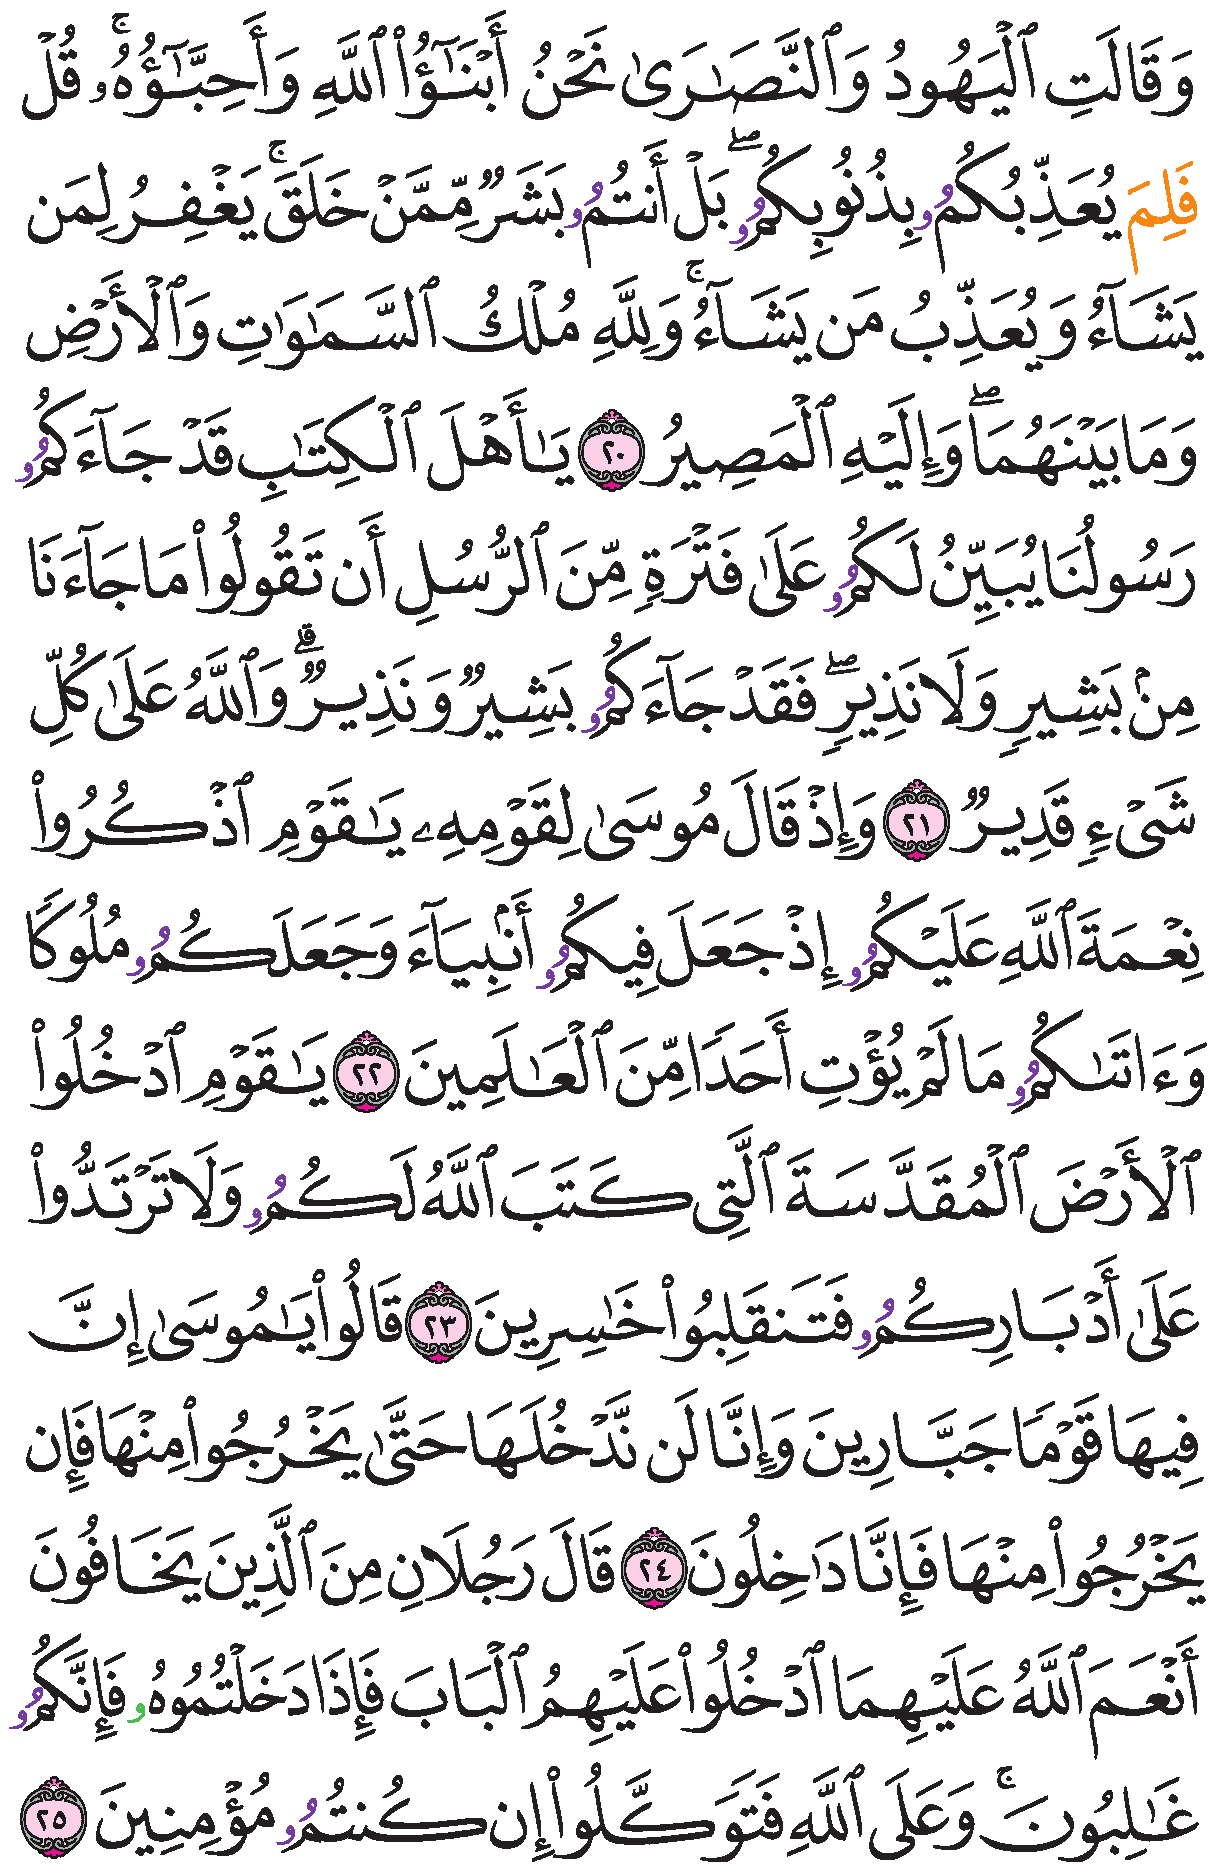 وَقَالَتِ ٱلْيَهُودُ وَٱلنَّصَٰرَىٰ نَحْنُ أَبْنَٰٓؤُا۟ ٱللَّهِ وَأَحِبَّٰٓؤُهُۥۚ قُلْ
فَلِمَ يُعَذِّبُكُمُۥ بِذُنُوبِكُمُۥۖ بَلْ أَنتُمُۥ بَشَرٌ مِّمَّنْ خَلَقَۚ يَغْفِرُ لِمَن
يَشَآءُ وَيُعَذِّبُ مَن يَشَآءُۚ وَلِلَّهِ مُلْكُ ٱلسَّمَٰوَٰتِ وَٱلْأَرْضِ
وَمَا بَيْنَهُمَاۖ وَإِلَيْهِ ٱلْمَصِيرُ ٢٠ يَٰٓأَهْلَ ٱلْكِتَٰبِ قَدْ جَآءَكُمُۥ
رَسُولُنَا يُبَيِّنُ لَكُمُۥ عَلَىٰ فَتْرَةٍ مِّنَ ٱلرُّسُلِ أَن تَقُولُوا۟ مَا جَآءَنَا
مِنۢ بَشِيرٍ وَلَا نَذِيرٍۖ فَقَدْ جَآءَكُمُۥ بَشِيرٌ وَنَذِيرٌۗ وَٱللَّهُ عَلَىٰ كُلِّ
شَىْءٍ قَدِيرٌ ٢١ وَإِذْ قَالَ مُوسَىٰ لِقَوْمِهِۦ يَٰقَوْمِ ٱذْكُرُوا۟
نِعْمَةَ ٱللَّهِ عَلَيْكُمُۥ إِذْ جَعَلَ فِيكُمُۥ أَنۢبِيَآءَ وَجَعَلَكُمُۥ مُلُوكًا
وَءَاتَىٰكُمُۥ مَا لَمْ يُؤْتِ أَحَدًا مِّنَ ٱلْعَٰلَمِينَ ٢٢ يَٰقَوْمِ ٱدْخُلُوا۟
ٱلْأَرْضَ ٱلْمُقَدَّسَةَ ٱلَّتِى كَتَبَ ٱللَّهُ لَكُمُۥ وَلَا تَرْتَدُّوا۟
عَلَىٰٓ أَدْبَارِكُمُۥ فَتَنقَلِبُوا۟ خَٰسِرِينَ ٢٣ قَالُوا۟ يَٰمُوسَىٰٓ إِنَّ
فِيهَا قَوْمًا جَبَّارِينَ وَإِنَّا لَن نَّدْخُلَهَا حَتَّىٰ يَخْرُجُوا۟ مِنْهَا فَإِن
يَخْرُجُوا۟ مِنْهَا فَإِنَّا دَٰخِلُونَ ٢٤ قَالَ رَجُلَانِ مِنَ ٱلَّذِينَ يَخَافُونَ
أَنْعَمَ ٱللَّهُ عَلَيْهِمَا ٱدْخُلُوا۟ عَلَيْهِمُ ٱلْبَابَ فَإِذَا دَخَلْتُمُوهُۥ فَإِنَّكُمُۥ
غَٰلِبُونَۚ وَعَلَى ٱللَّهِ فَتَوَكَّلُوٓا۟ إِن كُنتُمُۥ مُؤْمِنِينَ ٢٥